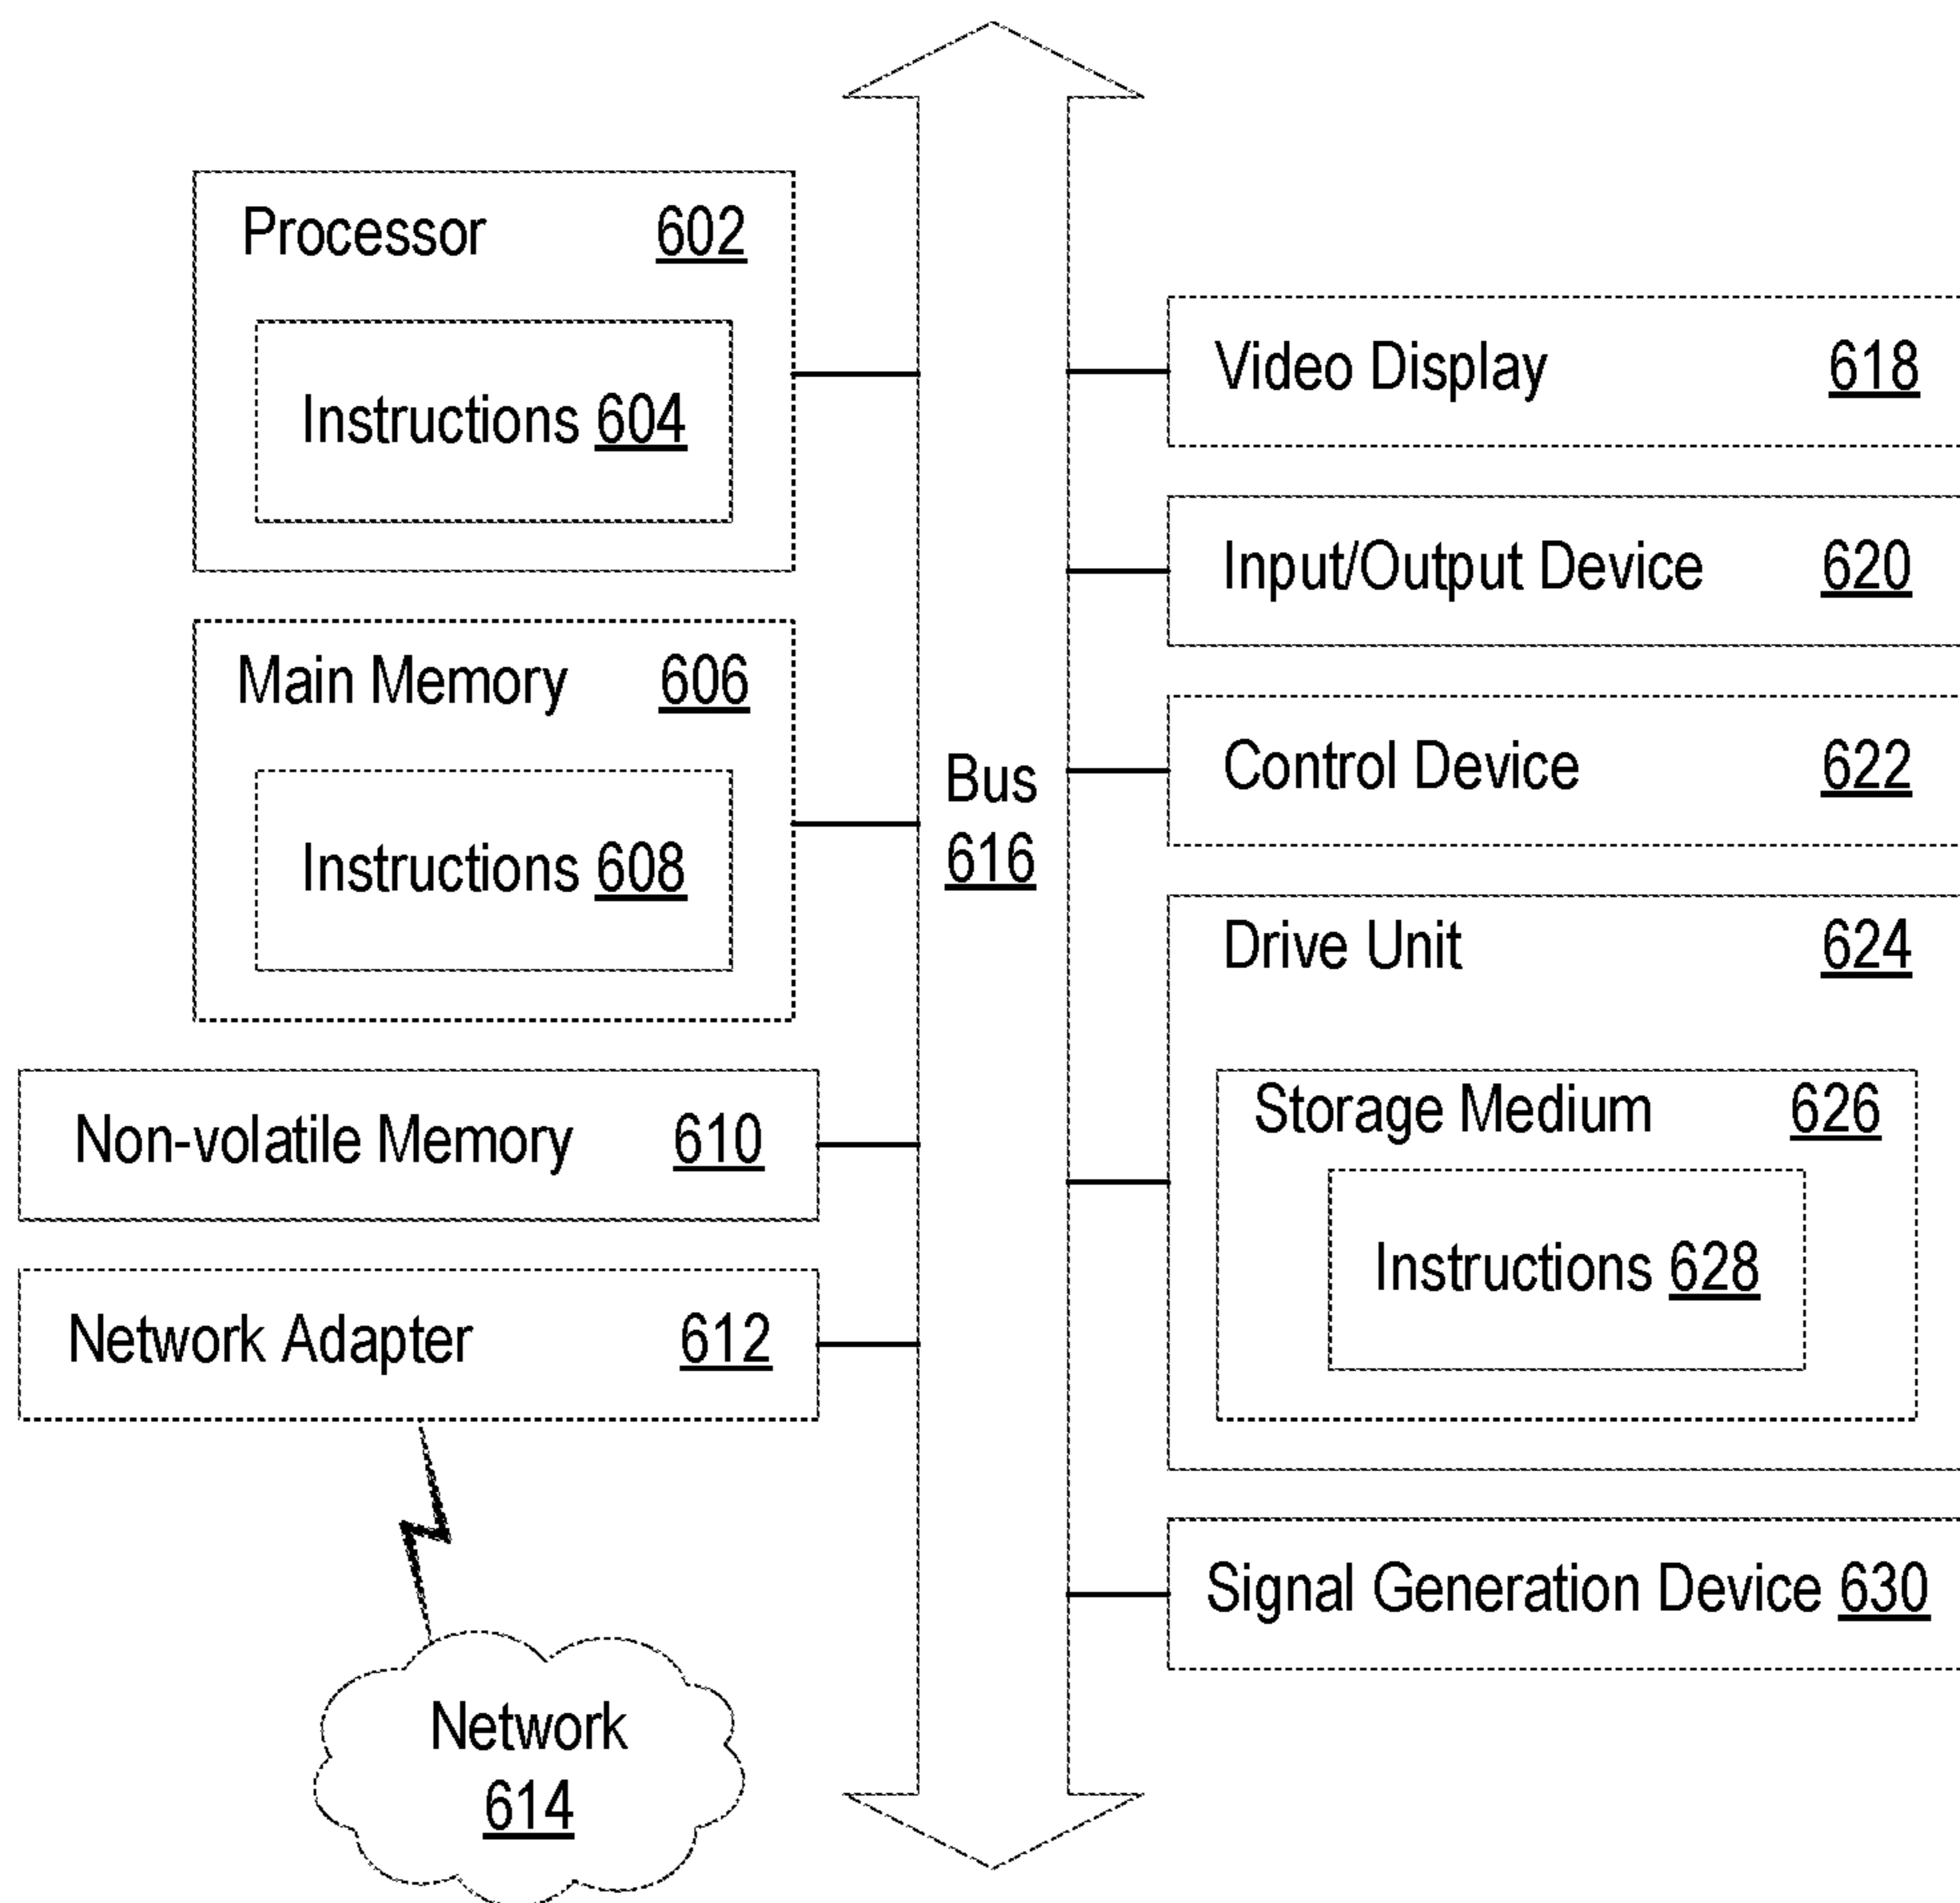 Processor 602
Instructions 604
Main Memory 606
Instructions 608
Non-volatile Memory 610
Network Adapter 612
Network
614
Bus
616
Video Display 618
Input/Output Device 620
Control Device 622
Drive Unit 624
Storage Medium 626
Instructions 628
Signal Generation Device 630